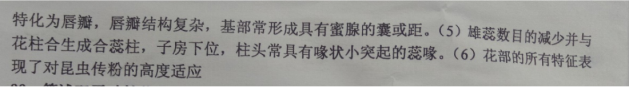 特化为唇瓣，唇瓣结构复杂，基部常形成具有蜜腺的囊或距。（5）雄蕊数目的减少并与
花柱合生成合蕊柱，子房下位，柱头常具有喙状小突起的蕊喙。（6）花部的所有特征表
现了对昆虫传粉的高度适应